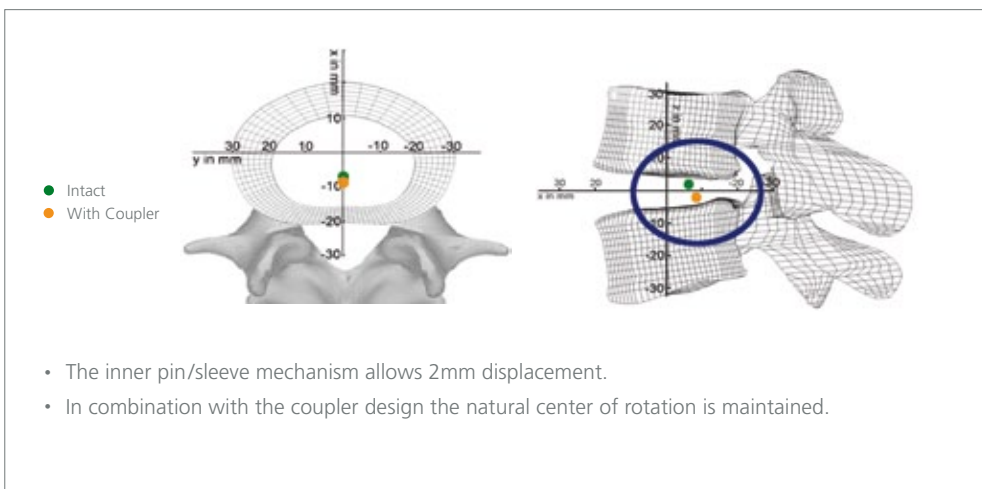 x in mm
10
30 20 10 -10 -20 -30
y in mm
-10
-20
-30
Intact
With Coupler
30
20
z in mm
30 20 -20 -30
x in mm
-10
-20
-30
• The inner pin/sleeve mechanism allows 2mm displacement.
• In combination with the coupler design the natural center of rotation is maintained.